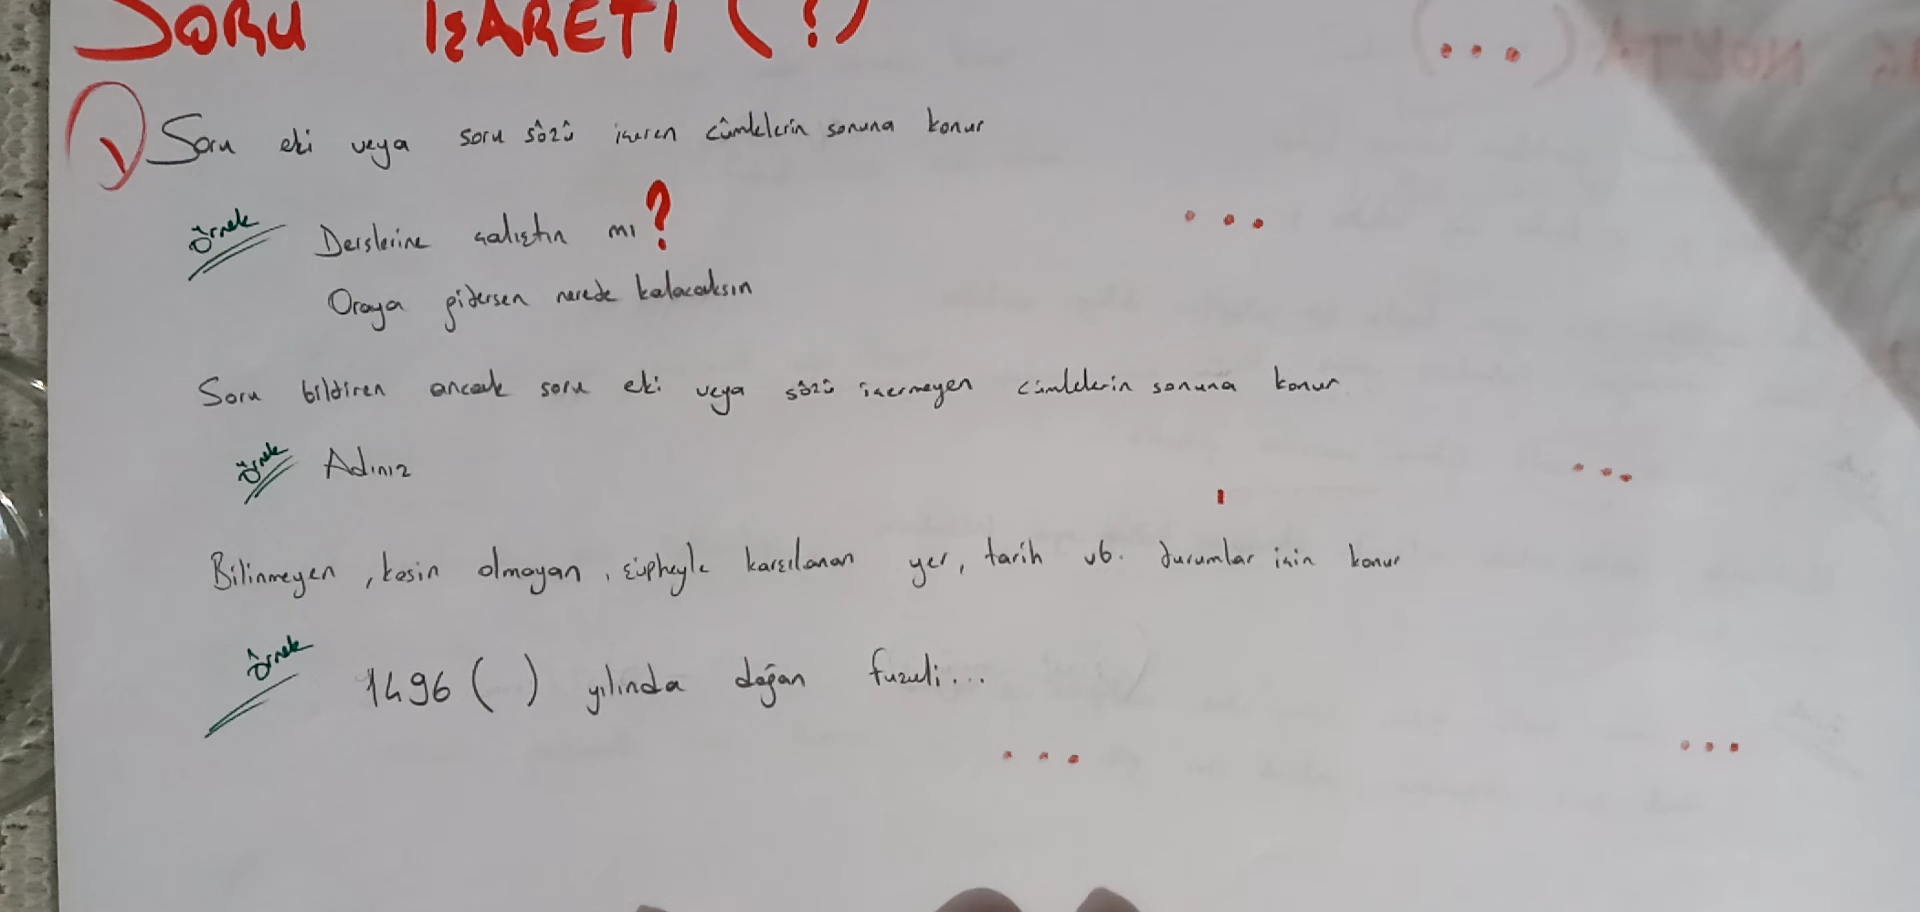 SORU İŞARETİ (?)
1) Soru eki veya soru sözü içeren cümlelerin sonuna konur
Örnek Derslerine çalıştın mı?
Oraya gidersen nerede kalacaksın
Soru bildiren ancak soru eki veya sözü içermeyen cümlelerin sonuna konur
Örnek Adınız
Bilinmeyen, kesin olmayan, şüpheyle karşılanan yer, tarih vb. durumlar için konur
Örnek 1496 ( ) yılında doğan fuzuli...